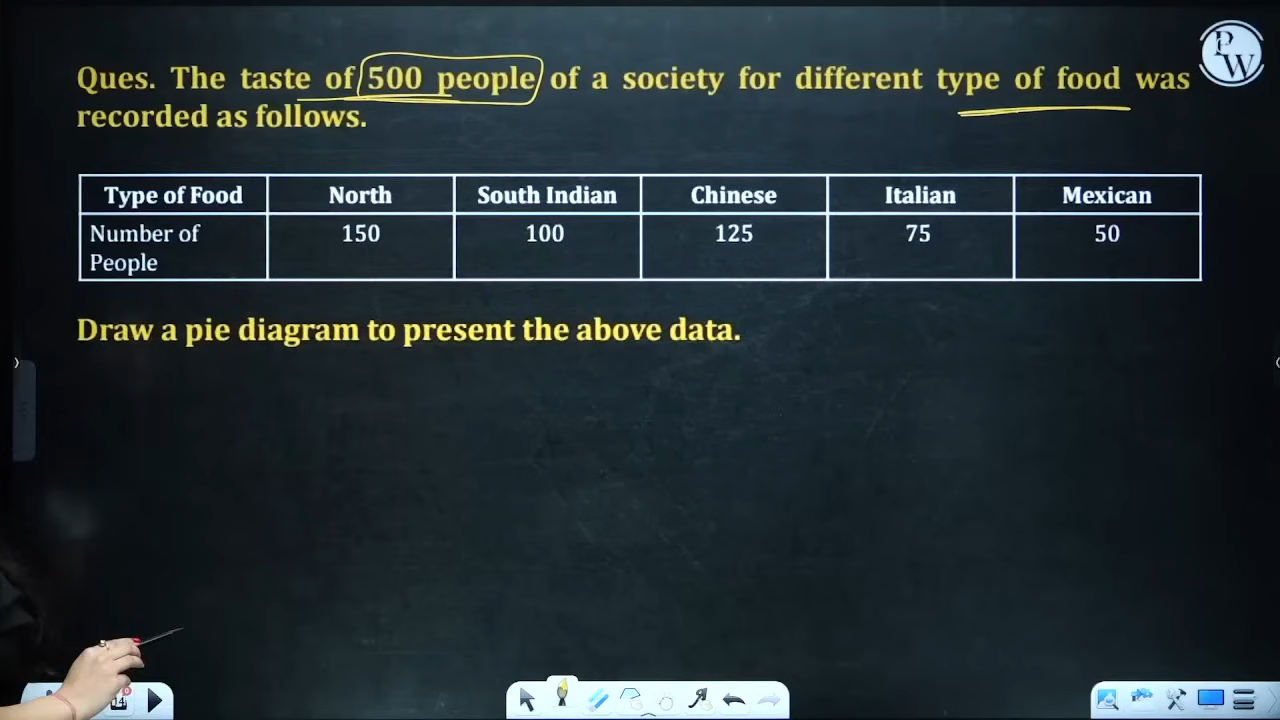 PW
Ques. The taste of 500 people of a society for different type of food was
recorded as follows.
Type of Food North South Indian Chinese Italian Mexican
Number of People 150 100 125 75 50
Draw a pie diagram to present the above data.
14